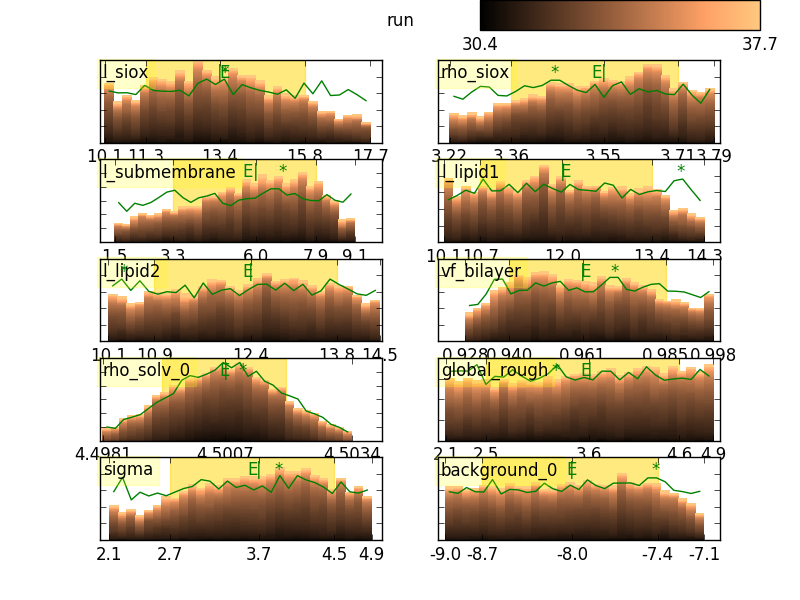 run
30.4 37.7
l_siox E| *
rho_siox * E|
10.1 11.3 13.4 15.8 17.7
3.22 3.36 3.55 3.71 3.79
l_submembrane E| *
l_lipid1 E *
1.5 3.3 6.0 7.9 9.1
10.1 10.7 12.0 13.4 14.3
l_lipid2 * E|
vf_bilayer E *
10.1 10.9 12.4 13.8 14.5
0.928 0.940 0.961 0.985 0.998
rho_solv_0 E *
global_rough * E
4.4981 4.5007 4.5034
2.1 2.5 3.6 4.6 4.9
sigma E| *
background_0 E *
2.1 2.7 3.7 4.5 4.9
-9.0 -8.7 -8.0 -7.4 -7.1